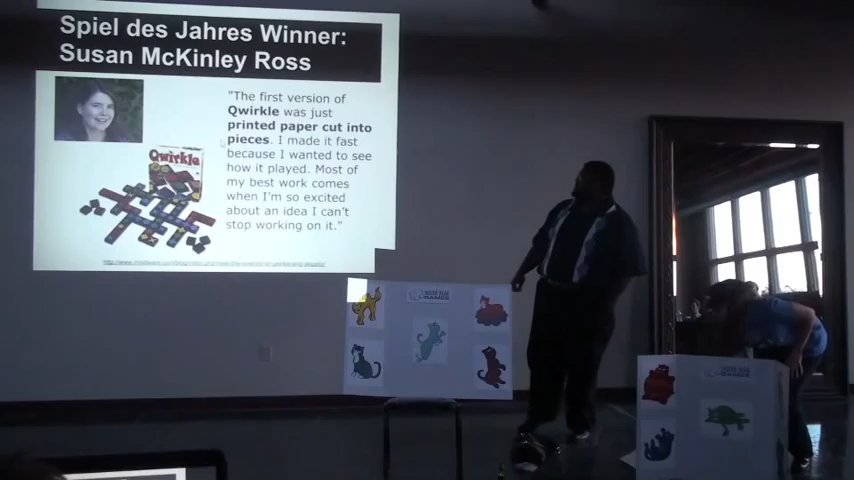 Spiel des Jahres Winner:
Susan McKinley Ross
"The first version of
Qwirkle was just
printed paper cut into
pieces. I made it fast
because I wanted to see
how it played. Most of
my best work comes
when I'm so excited
about an idea I can't
stop working on it."
Qwirkle
GAMES